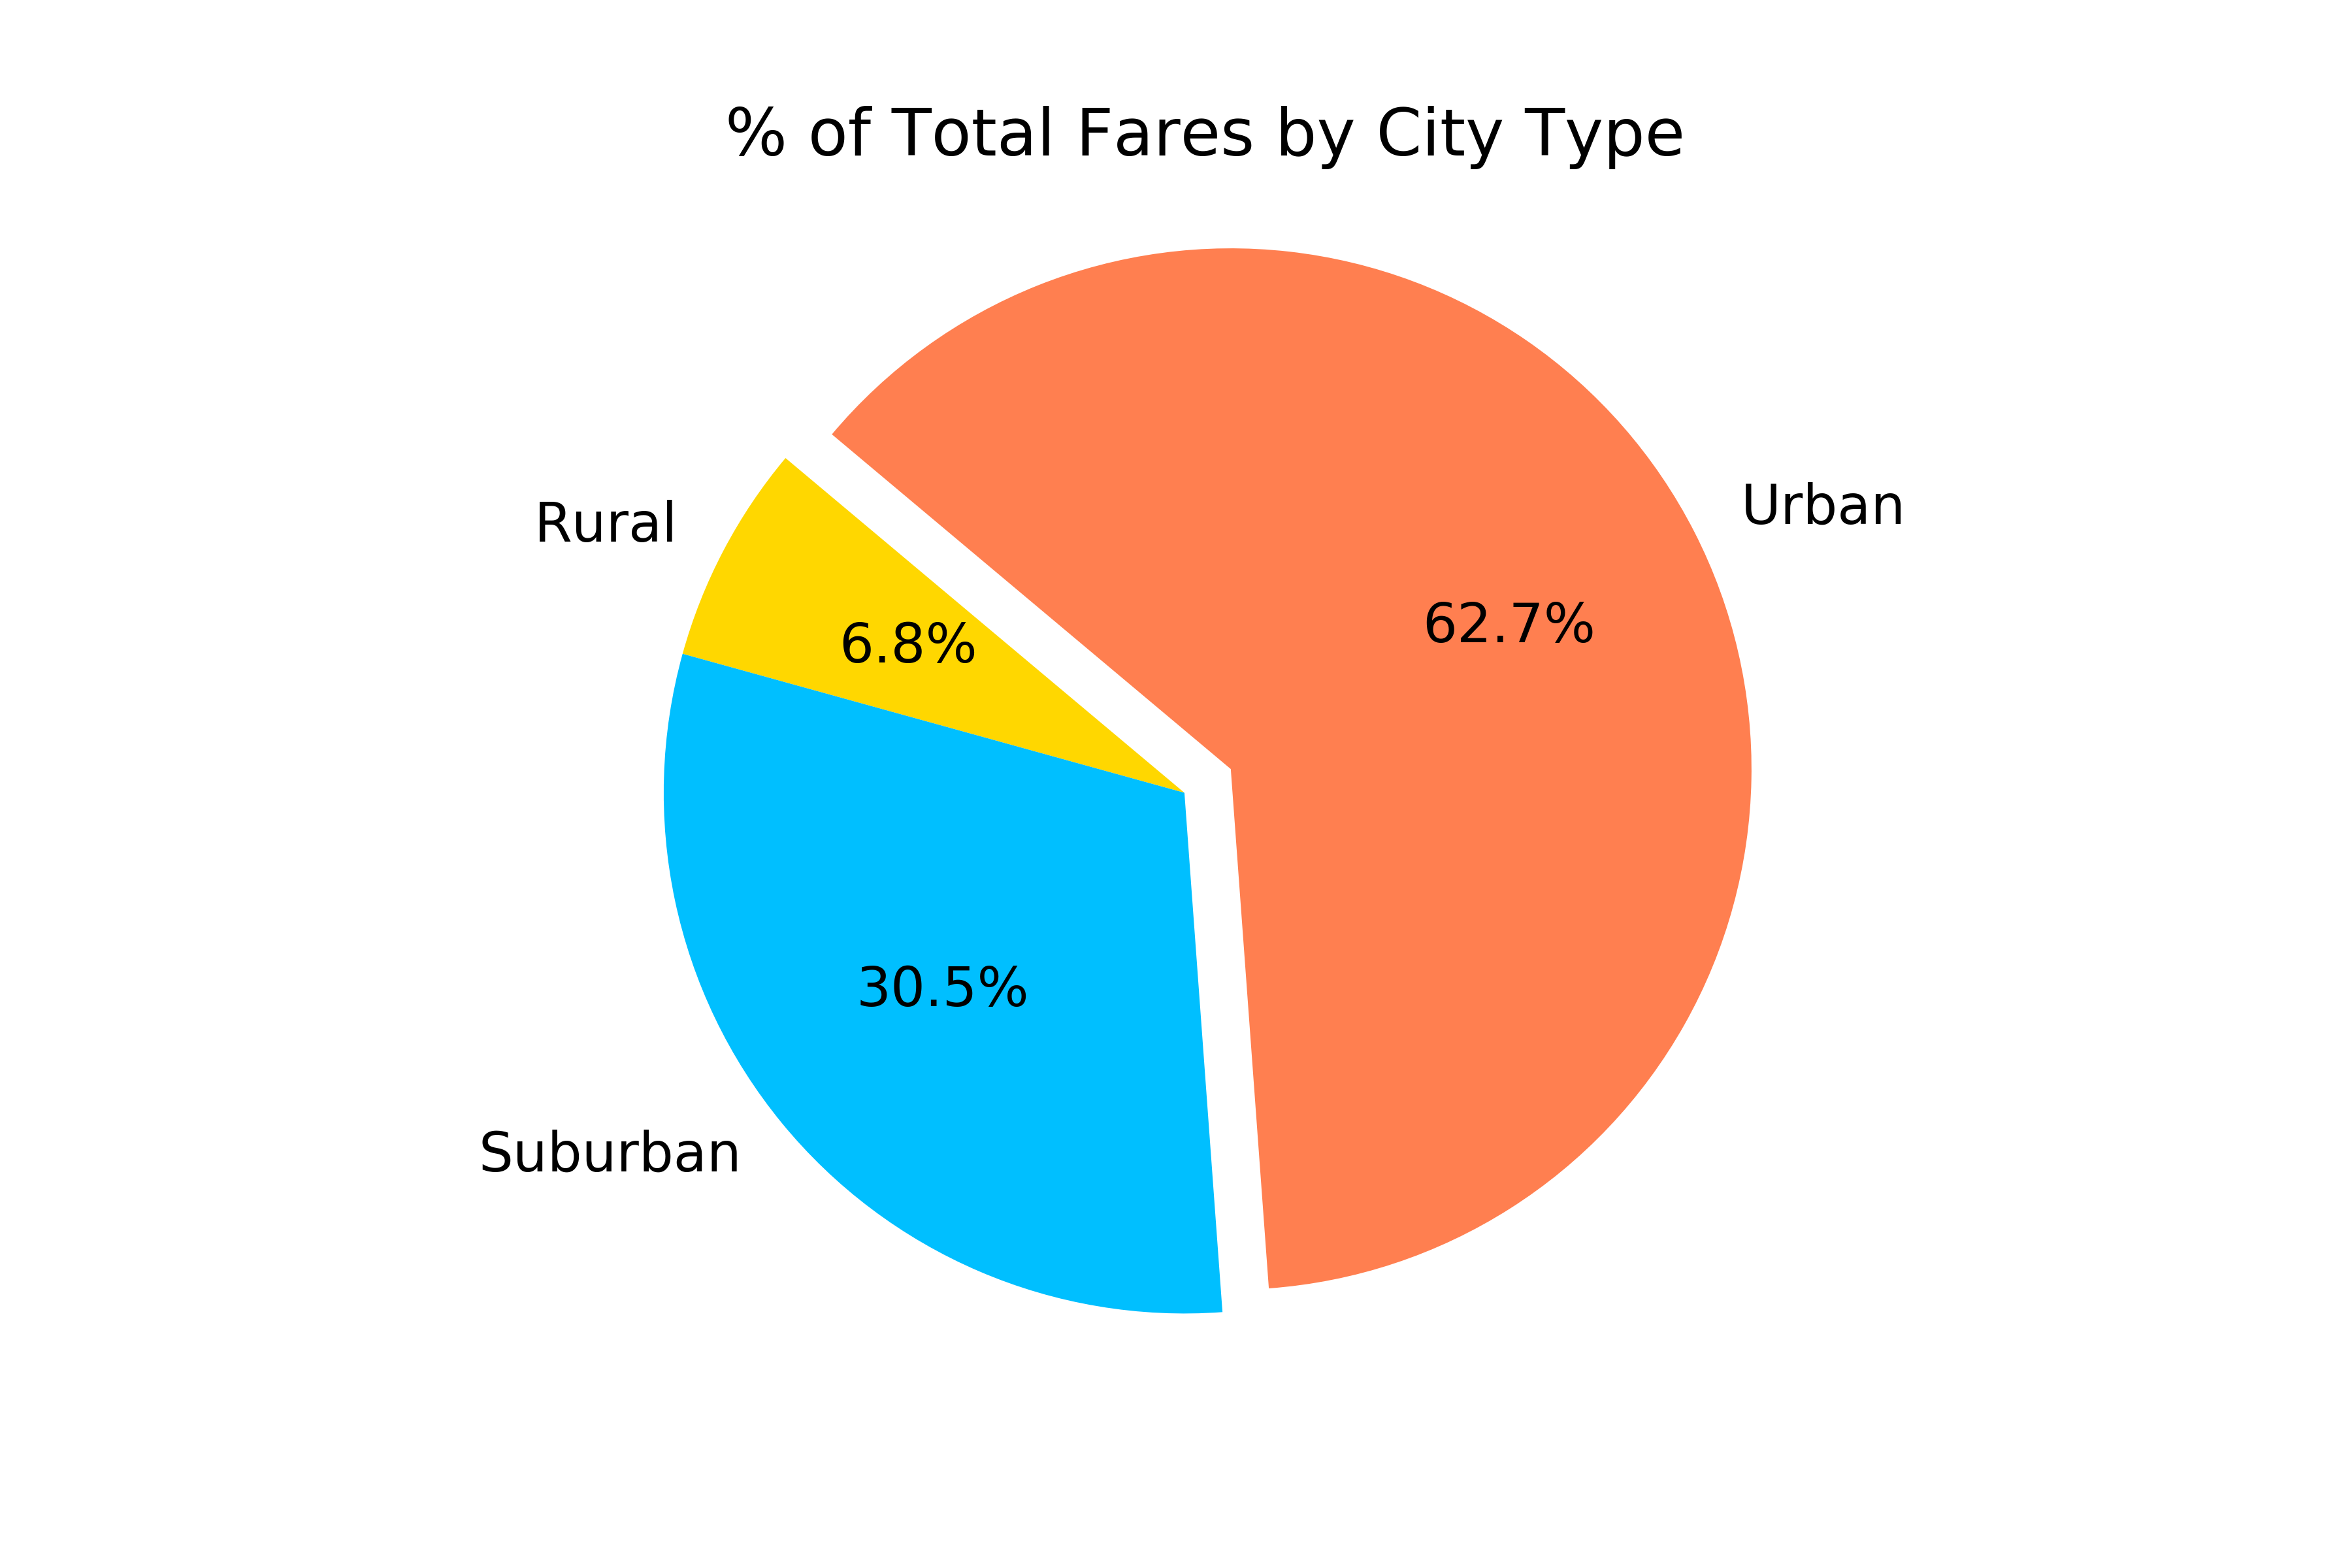 % of Total Fares by City Type
Urban
Rural
62.7%
6.8%
30.5%
Suburban